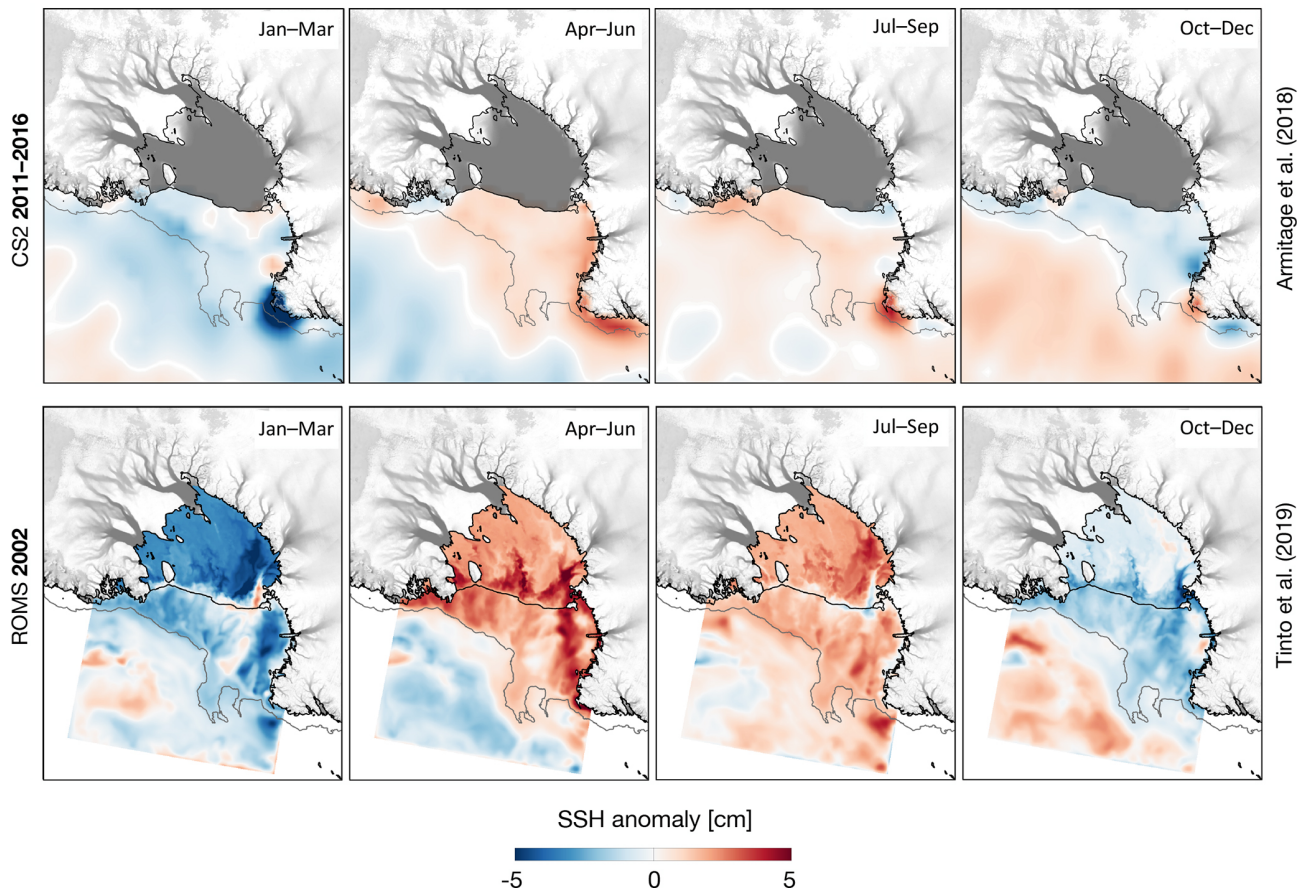 Jan–Mar
Apr–Jun
Jul–Sep
Oct–Dec
CS2 2011–2016
Armitage et al. (2018)
Jan–Mar
Apr–Jun
Jul–Sep
Oct–Dec
ROMS 2002
Tinto et al. (2019)
SSH anomaly [cm]
-5
0
5